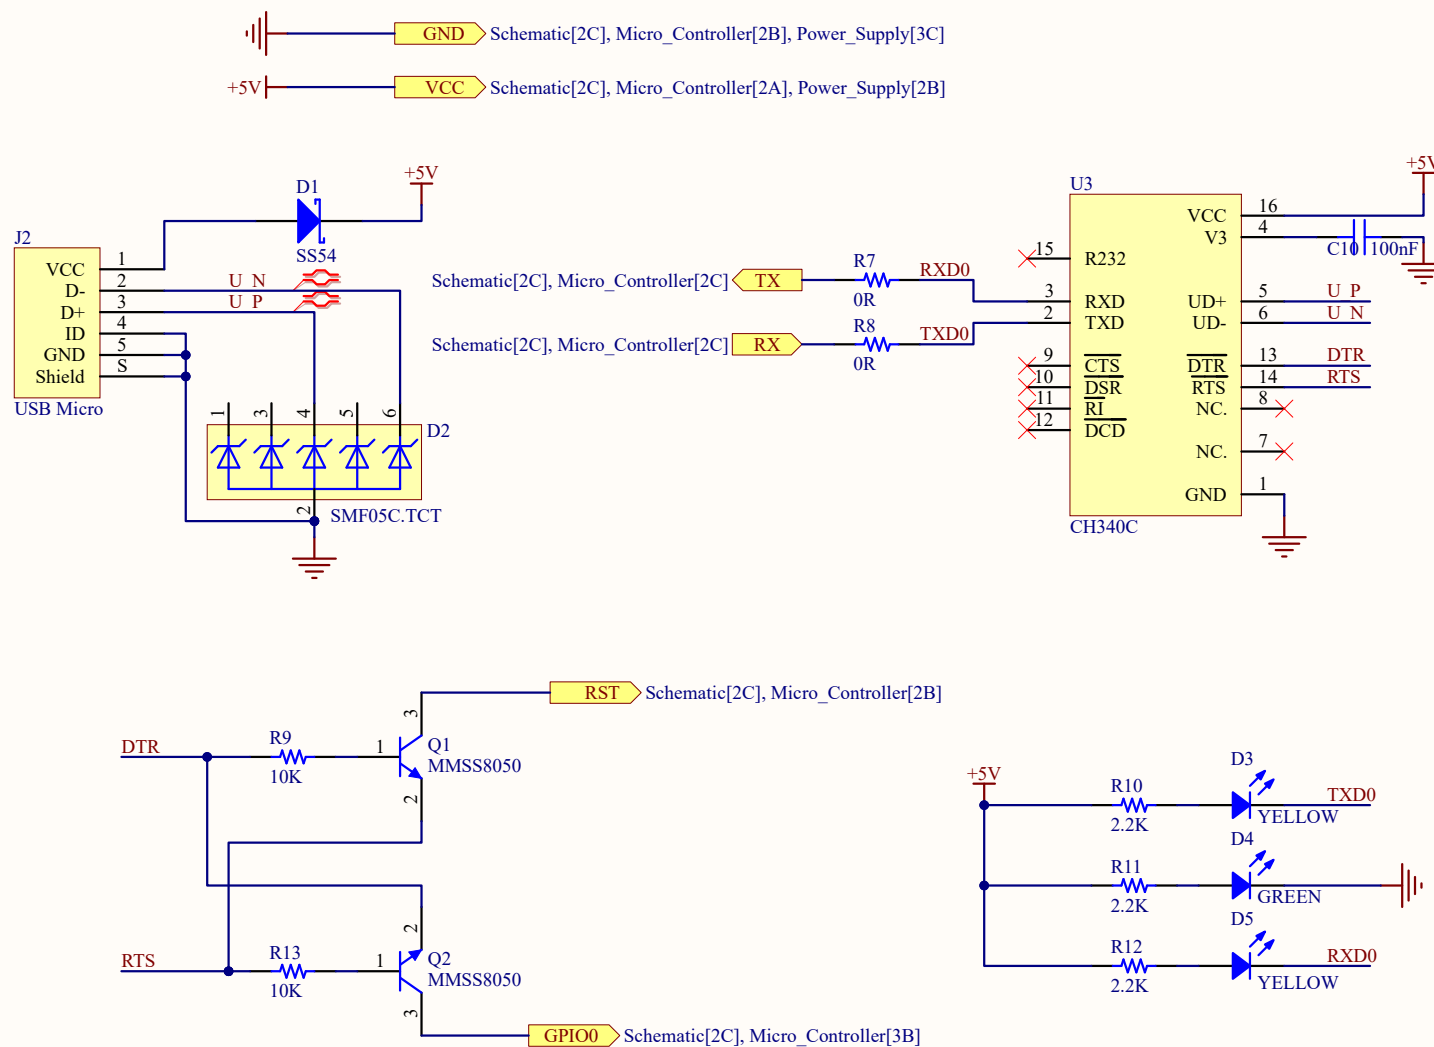 GND Schematic[2C], Micro_Controller[2B], Power_Supply[3C]
+5V VCC Schematic[2C], Micro_Controller[2A], Power_Supply[2B]
J2
VCC 1
D- 2
D+ 3
ID 4
GND 5
Shield S
USB Micro
U_N
U_P
D1
SS54
+5V
1 3 4 5 6
D2
2
SMF05C.TCT
Schematic[2C], Micro_Controller[2C] TX
R7
0R
RXD0
Schematic[2C], Micro_Controller[2C] RX
R8
0R
TXD0
U3
15 R232
3 RXD
2 TXD
9 CTS
10 DSR
11 RI
12 DCD
VCC 16
V3 4
UD+ 5 U_P
UD- 6 U_N
DTR 13 DTR
RTS 14 RTS
NC. 8
NC. 7
GND 1
CH340C
+5V
C10 100nF
RST Schematic[2C], Micro_Controller[2B]
DTR
R9
10K
1
3
Q1
MMSS8050
2
RTS
R13
10K
1
2
Q2
MMSS8050
3
GPIO0 Schematic[2C], Micro_Controller[3B]
+5V
R10
2.2K
D3
YELLOW
TXD0
R11
2.2K
D4
GREEN
R12
2.2K
D5
YELLOW
RXD0